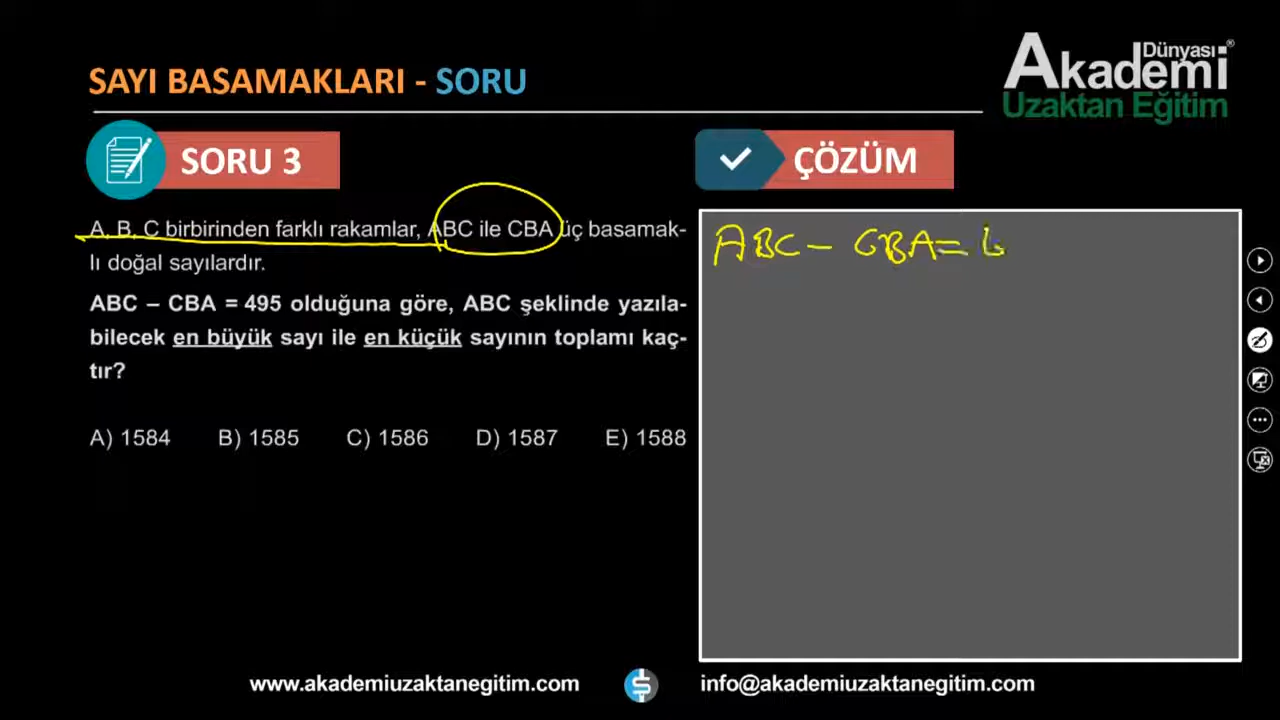 SAYI BASAMAKLARI - SORU
Akademi Dünyası®
Uzaktan Eğitim
SORU 3
A, B, C birbirinden farklı rakamlar, ABC ile CBA üç basamak-
lı doğal sayılardır.
ABC – CBA = 495 olduğuna göre, ABC şeklinde yazıla-
bilecek en büyük sayı ile en küçük sayının toplamı kaç-
tır?
A) 1584 B) 1585 C) 1586 D) 1587 E) 1588
ÇÖZÜM
ABC - CBA =
www.akademiuzaktanegitim.com
info@akademiuzaktanegitim.com